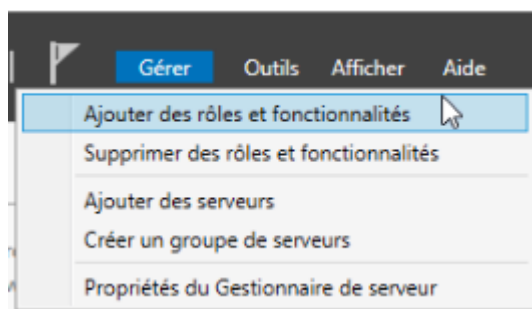 Gérer Outils Afficher Aide
Ajouter des rôles et fonctionnalités
Supprimer des rôles et fonctionnalités
Ajouter des serveurs
Créer un groupe de serveurs
Propriétés du Gestionnaire de serveur